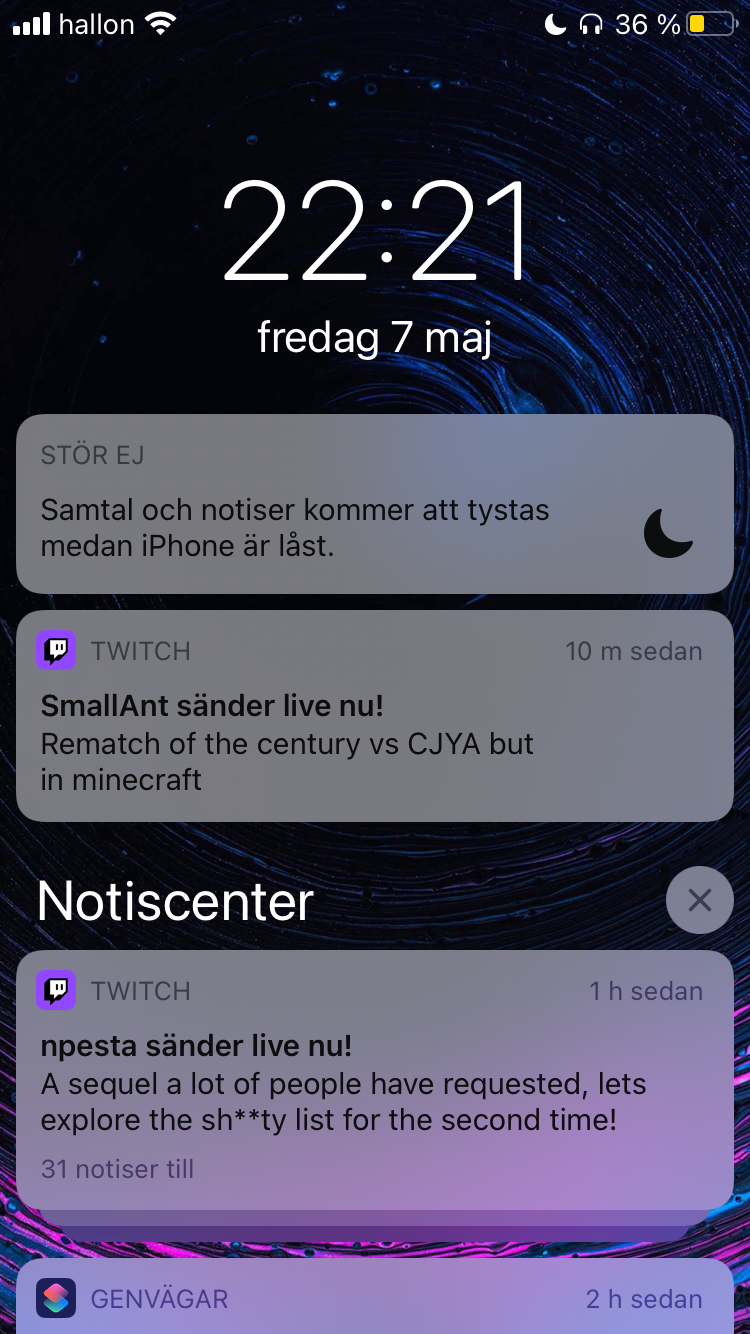 hallon 36 %
22:21
fredag 7 maj
STÖR EJ
Samtal och notiser kommer att tystas
medan iPhone är låst.
TWITCH 10 m sedan
SmallAnt sänder live nu!
Rematch of the century vs CJYA but
in minecraft
Notiscenter
TWITCH 1 h sedan
npesta sänder live nu!
A sequel a lot of people have requested, lets
explore the sh**ty list for the second time!
31 notiser till
GENVÄGAR 2 h sedan